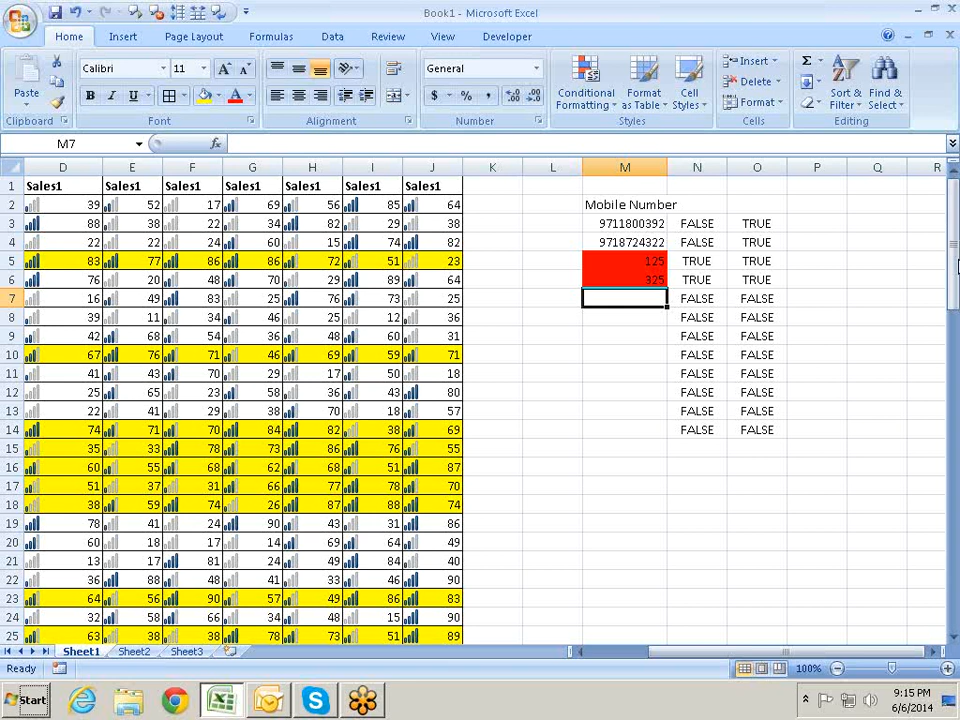 Book1 - Microsoft Excel
Home Insert Page Layout Formulas Data Review View Developer
Paste Calibri 11 General Conditional Formatting Format as Table Cell Styles Insert Delete Format Sort & Filter Find & Select
B I U $ % ,
Clipboard Font Alignment Number Styles Cells Editing
M7 fx
D E F G H I J K L M N O P Q R
1 Sales1 Sales1 Sales1 Sales1 Sales1 Sales1 Sales1
2 39 52 17 69 56 85 64 Mobile Number
3 88 38 22 34 82 29 38 9711800392 FALSE TRUE
4 22 22 24 60 15 74 82 9718724322 FALSE TRUE
5 83 77 86 86 72 51 23 125 TRUE TRUE
6 76 20 48 70 29 89 64 325 TRUE TRUE
7 16 49 83 25 76 73 25 FALSE FALSE
8 39 11 34 46 25 12 36 FALSE FALSE
9 42 68 54 36 48 60 31 FALSE FALSE
10 67 76 71 46 69 59 71 FALSE FALSE
11 41 43 70 29 17 50 18 FALSE FALSE
12 25 65 23 58 36 43 80 FALSE FALSE
13 22 41 29 38 70 18 57 FALSE FALSE
14 74 71 70 84 82 38 69 FALSE FALSE
15 35 33 78 73 86 76 55
16 60 55 68 62 68 51 87
17 51 37 31 66 77 78 70
18 38 59 74 26 87 88 74
19 78 41 24 90 43 31 86
20 60 18 17 14 69 64 49
21 13 17 81 24 49 84 40
22 36 88 48 41 33 46 90
23 64 56 90 57 49 86 83
24 32 58 66 34 48 15 90
25 63 38 38 78 73 51 89
Sheet1 Sheet2 Sheet3
Ready 100%
Start 9:15 PM
6/6/2014